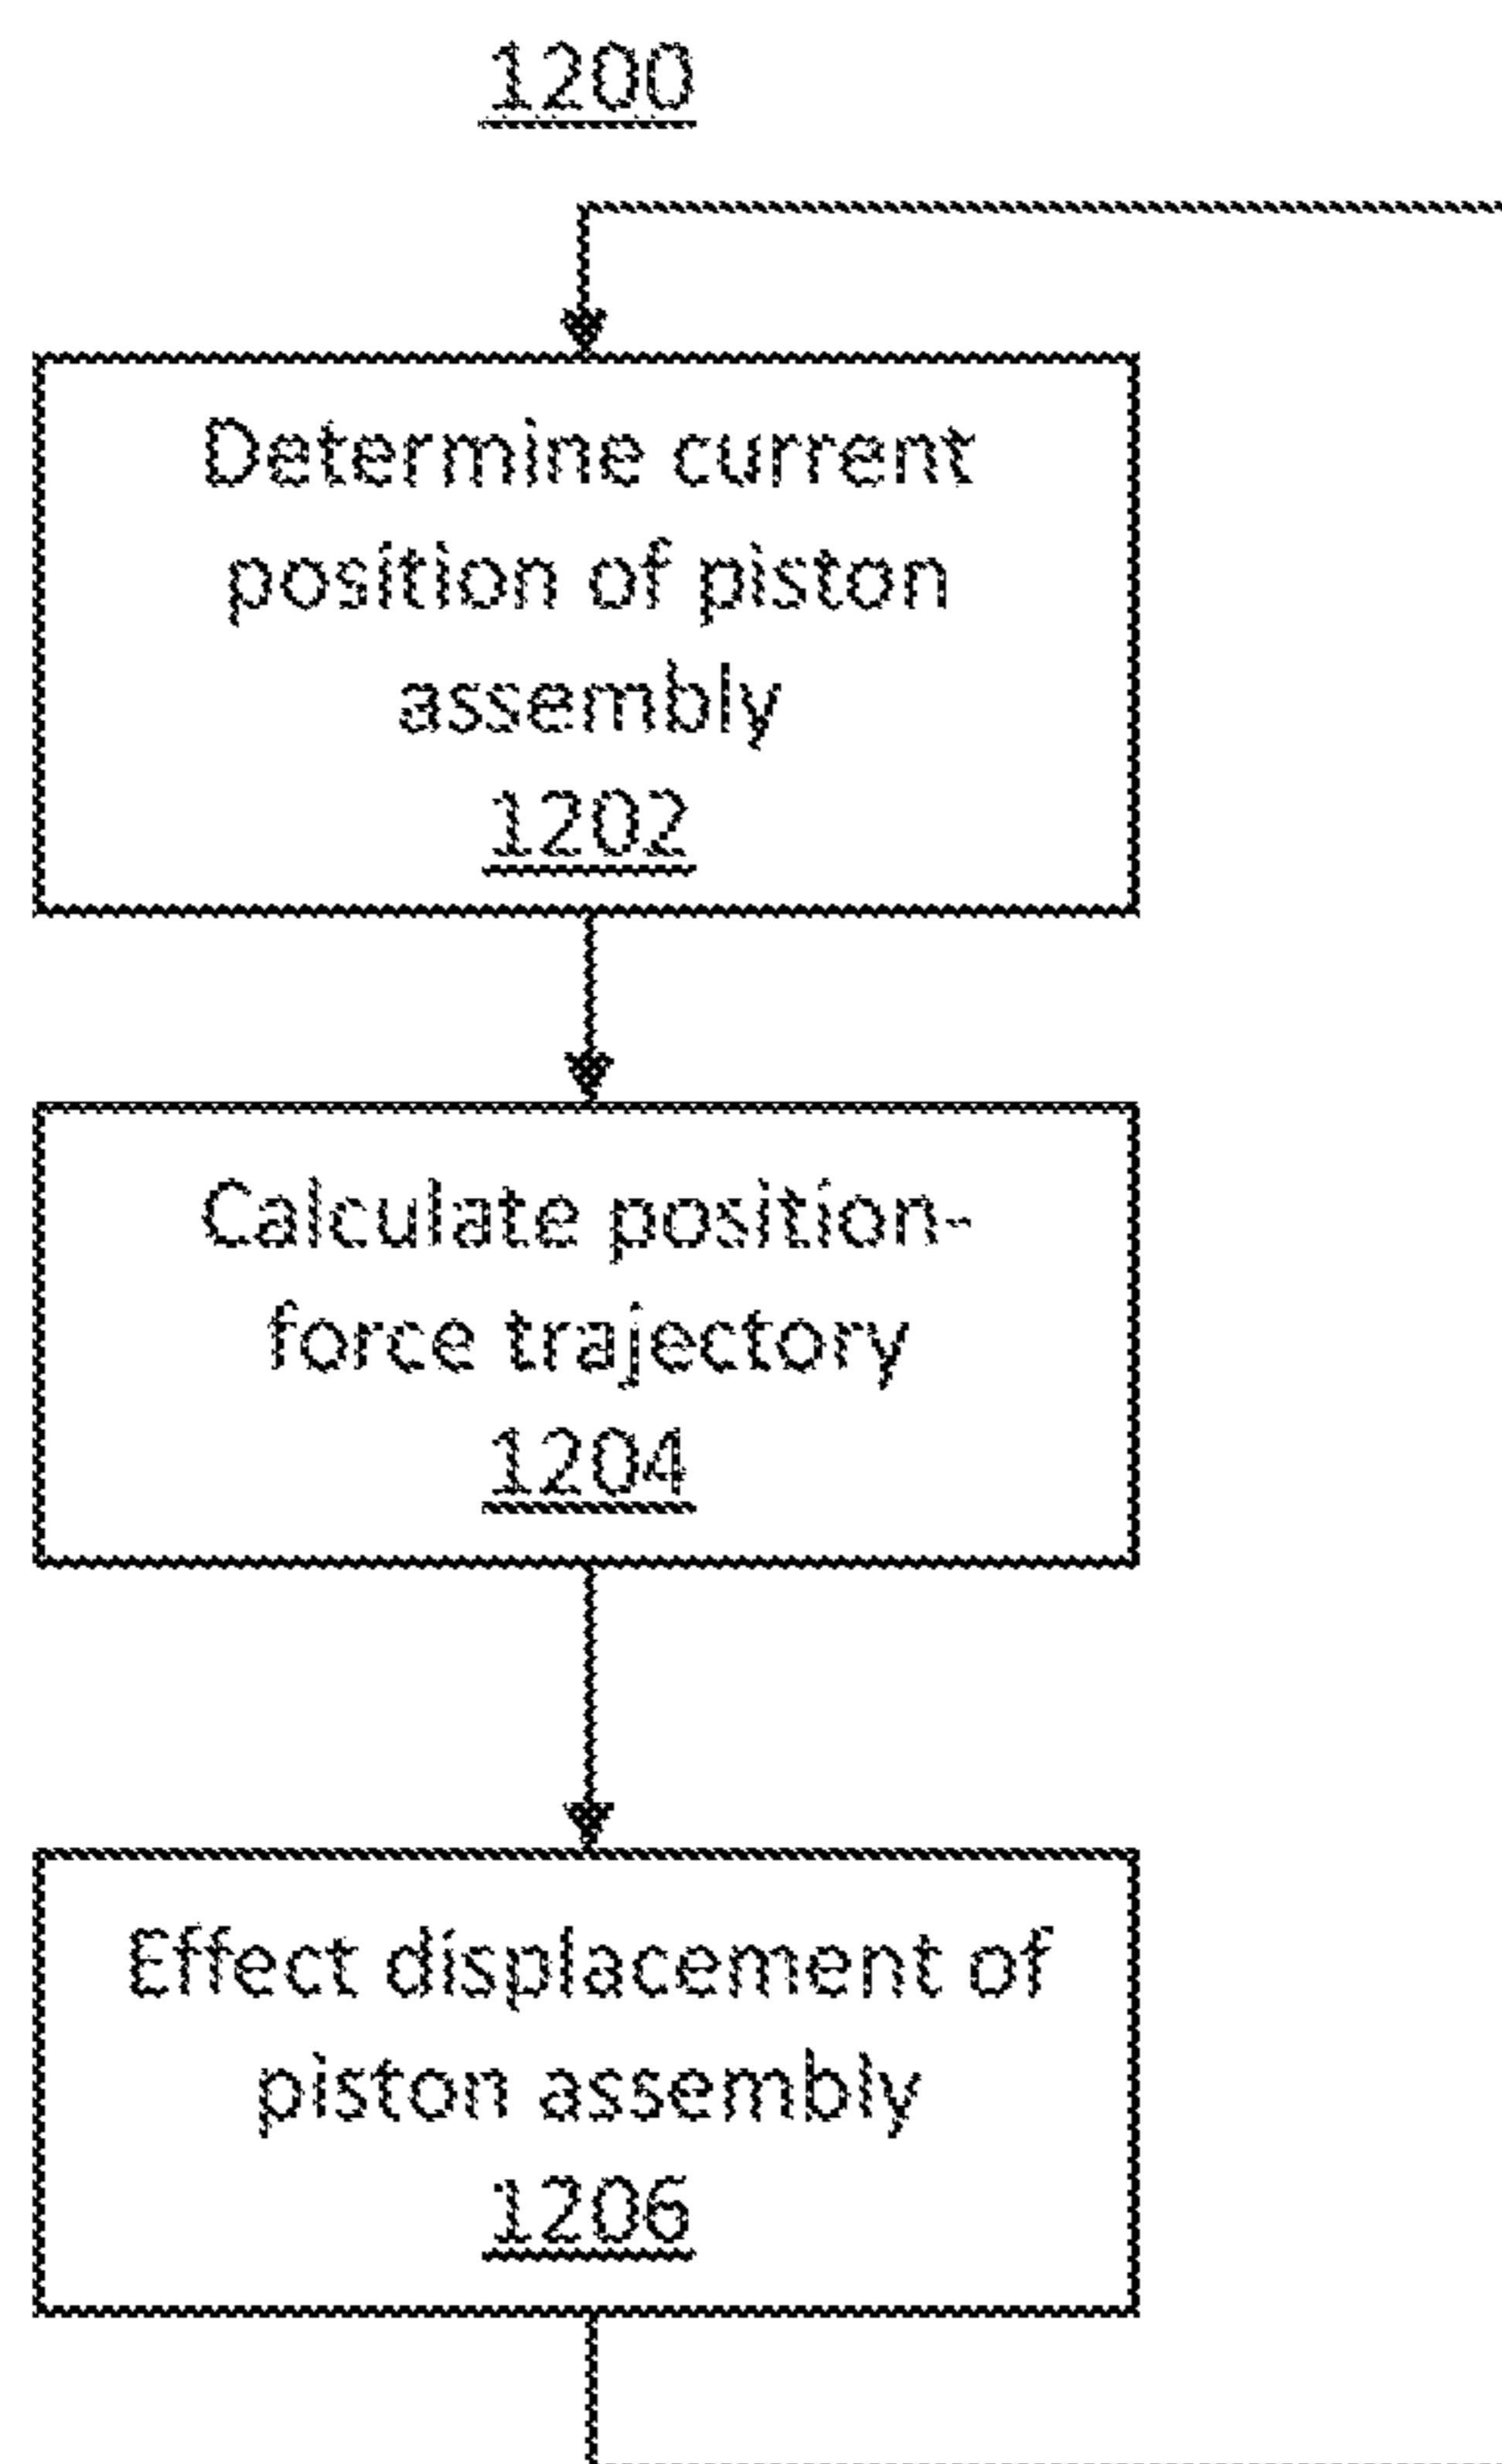 1200
Determine current
position of piston
assembly
1202
Calculate position-
force trajectory
1204
Effect displacement of
piston assembly
1206